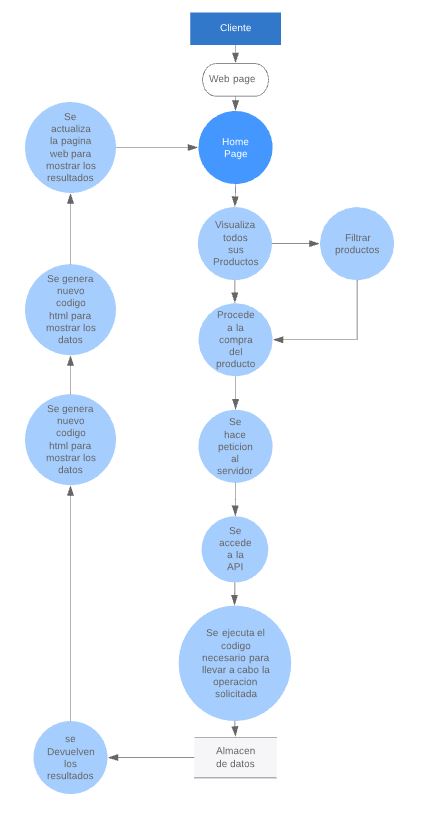 Cliente
Web page
Home
Page
Visualiza
todos
sus
Productos
Filtrar
productos
Procede
a la
compra
del
producto
Se
hace
peticion
al
servidor
Se
accede
a la
API
Se ejecuta el
codigo
necesario para
llevar a cabo la
operacion
solicitada
Almacen
de datos
se
Devuelven
los
resultados
Se genera
nuevo
codigo
html para
mostrar los
datos
Se genera
nuevo
codigo
html para
mostrar los
datos
Se
actualiza
la pagina
web para
mostrar los
resultados